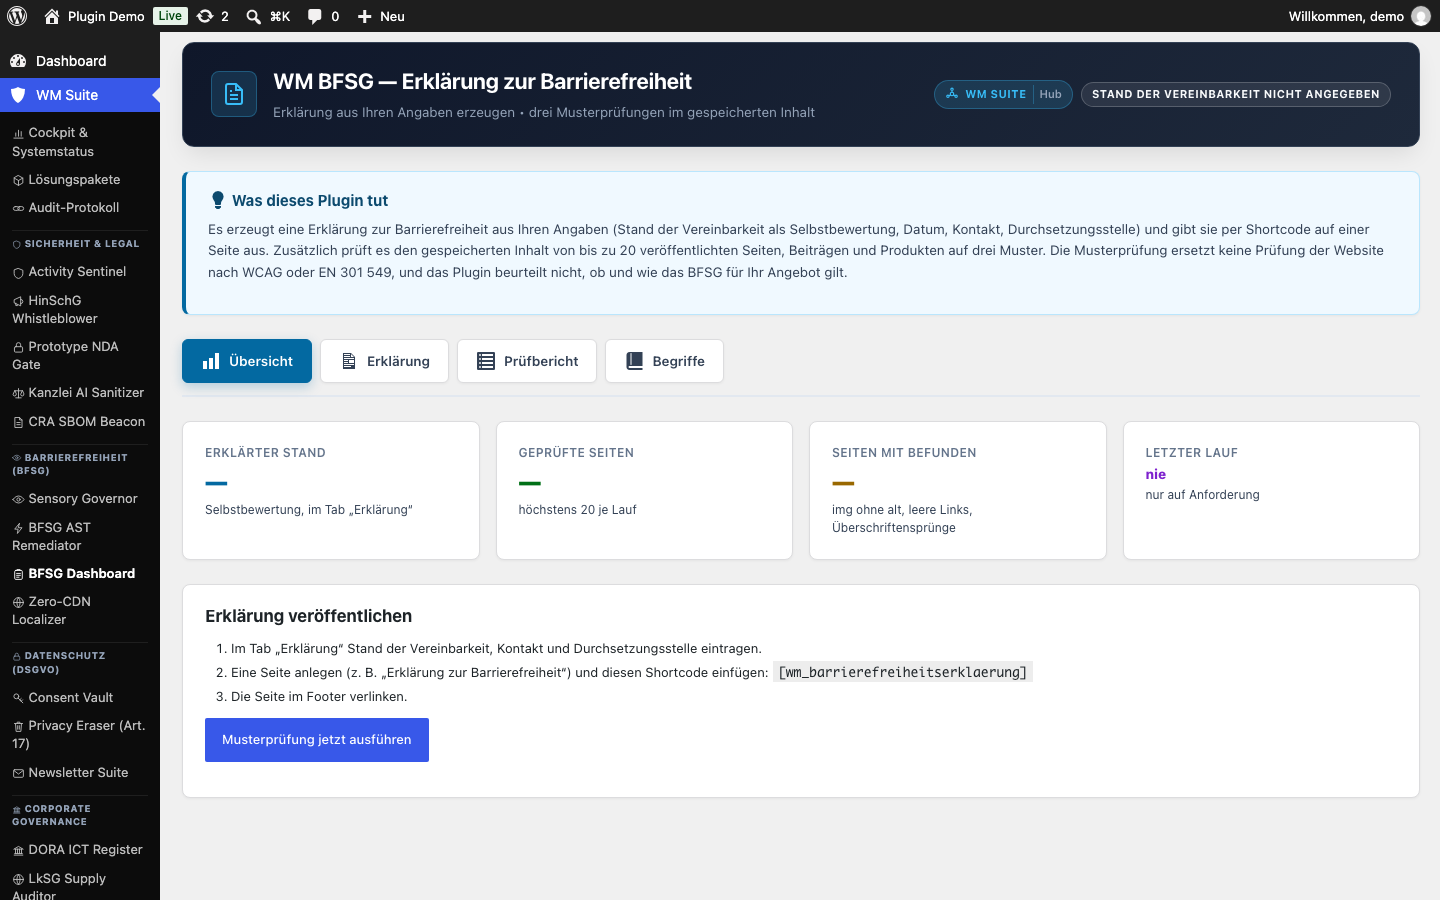 Plugin Demo Live 2 ⌘K 0 Neu Willkommen, demo
Dashboard
WM Suite
Cockpit &
Systemstatus
Lösungspakete
Audit-Protokoll
SICHERHEIT & LEGAL
Activity Sentinel
HinSchG
Whistleblower
Prototype NDA
Gate
Kanzlei AI Sanitizer
CRA SBOM Beacon
BARRIEREFREIHEIT
(BFSG)
Sensory Governor
BFSG AST
Remediator
BFSG Dashboard
Zero-CDN
Localizer
DATENSCHUTZ
(DSGVO)
Consent Vault
Privacy Eraser (Art.
17)
Newsletter Suite
CORPORATE
GOVERNANCE
DORA ICT Register
LkSG Supply
Auditor
WM BFSG — Erklärung zur Barrierefreiheit
Erklärung aus Ihren Angaben erzeugen • drei Musterprüfungen im gespeicherten Inhalt
WM SUITE Hub
STAND DER VEREINBARKEIT NICHT ANGEGEBEN
Was dieses Plugin tut
Es erzeugt eine Erklärung zur Barrierefreiheit aus Ihren Angaben (Stand der Vereinbarkeit als Selbstbewertung, Datum, Kontakt, Durchsetzungsstelle) und gibt sie per Shortcode auf einer
Seite aus. Zusätzlich prüft es den gespeicherten Inhalt von bis zu 20 veröffentlichten Seiten, Beiträgen und Produkten auf drei Muster. Die Musterprüfung ersetzt keine Prüfung der Website
nach WCAG oder EN 301 549, und das Plugin beurteilt nicht, ob und wie das BFSG für Ihr Angebot gilt.
Übersicht Erklärung Prüfbericht Begriffe
ERKLÄRTER STAND
—
Selbstbewertung, im Tab „Erklärung“
GEPRÜFTE SEITEN
—
höchstens 20 je Lauf
SEITEN MIT BEFUNDEN
—
img ohne alt, leere Links,
Überschriftensprünge
LETZTER LAUF
nie
nur auf Anforderung
Erklärung veröffentlichen
1. Im Tab „Erklärung“ Stand der Vereinbarkeit, Kontakt und Durchsetzungsstelle eintragen.
2. Eine Seite anlegen (z. B. „Erklärung zur Barrierefreiheit“) und diesen Shortcode einfügen: [wm_barrierefreiheitserklaerung]
3. Die Seite im Footer verlinken.
Musterprüfung jetzt ausführen